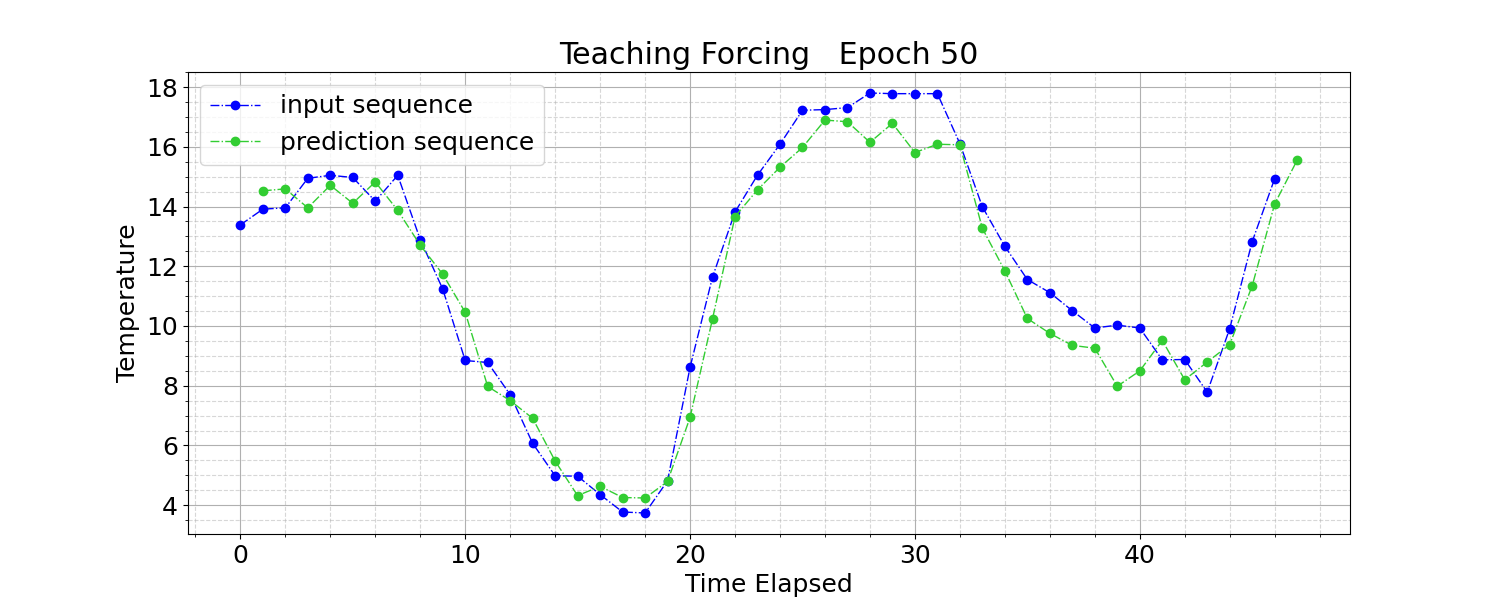 Teaching Forcing   Epoch 50
input sequence
prediction sequence
Temperature
18
16
14
12
10
8
6
4
0
10
20
30
40
Time Elapsed